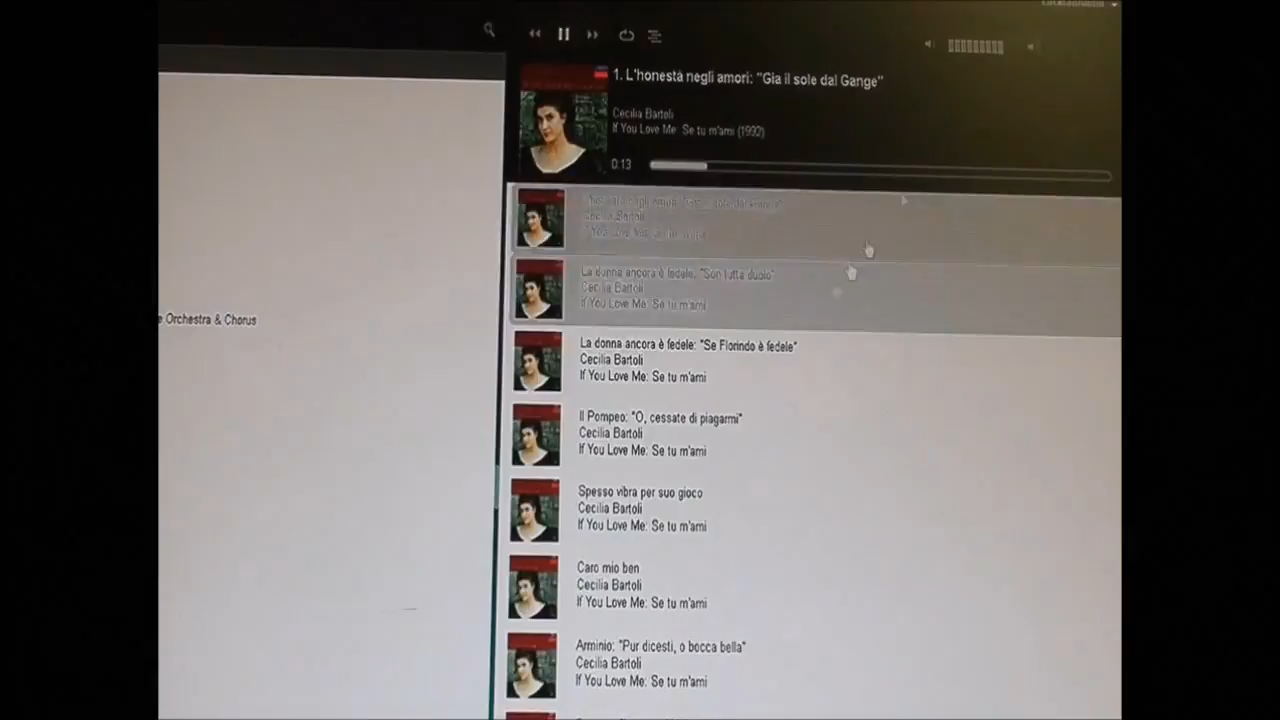 1. L'honestà negli amori: "Gia il sole dal Gange"
Cecilia Bartoli
If You Love Me: Se tu m'ami (1992)
0:13
Cecilia Bartoli
La donna ancora è fedele: "Son tutta duolo"
Cecilia Bartoli
If You Love Me: Se tu m'ami
e Orchestra & Chorus
La donna ancora è fedele: "Se Florindo è fedele"
Cecilia Bartoli
If You Love Me: Se tu m'ami
Il Pompeo: "O, cessate di piagarmi"
Cecilia Bartoli
If You Love Me: Se tu m'ami
Spesso vibra per suo gioco
Cecilia Bartoli
If You Love Me: Se tu m'ami
Caro mio ben
Cecilia Bartoli
If You Love Me: Se tu m'ami
Arminio: "Pur dicesti, o bocca bella"
Cecilia Bartoli
If You Love Me: Se tu m'ami